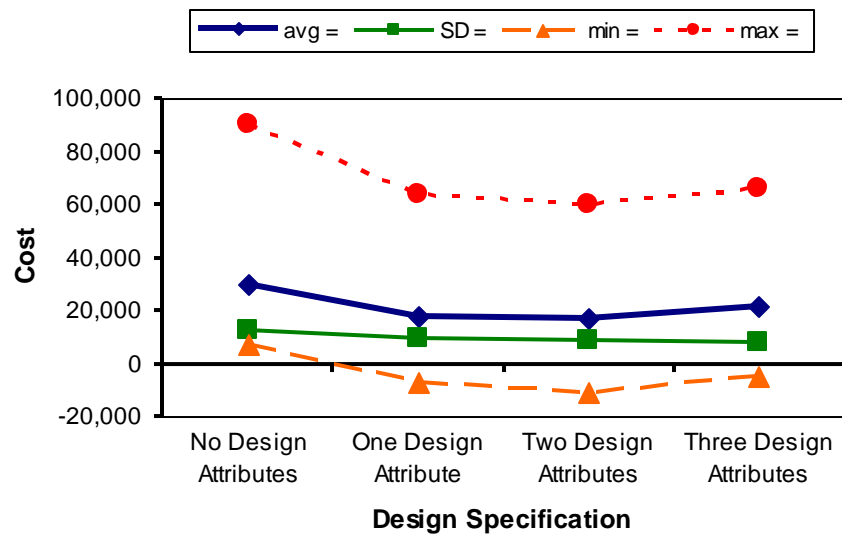 avg = SD = min = max =
100,000
80,000
60,000
40,000
20,000
0
-20,000
Cost
No Design Attributes
One Design Attribute
Two Design Attributes
Three Design Attributes
Design Specification